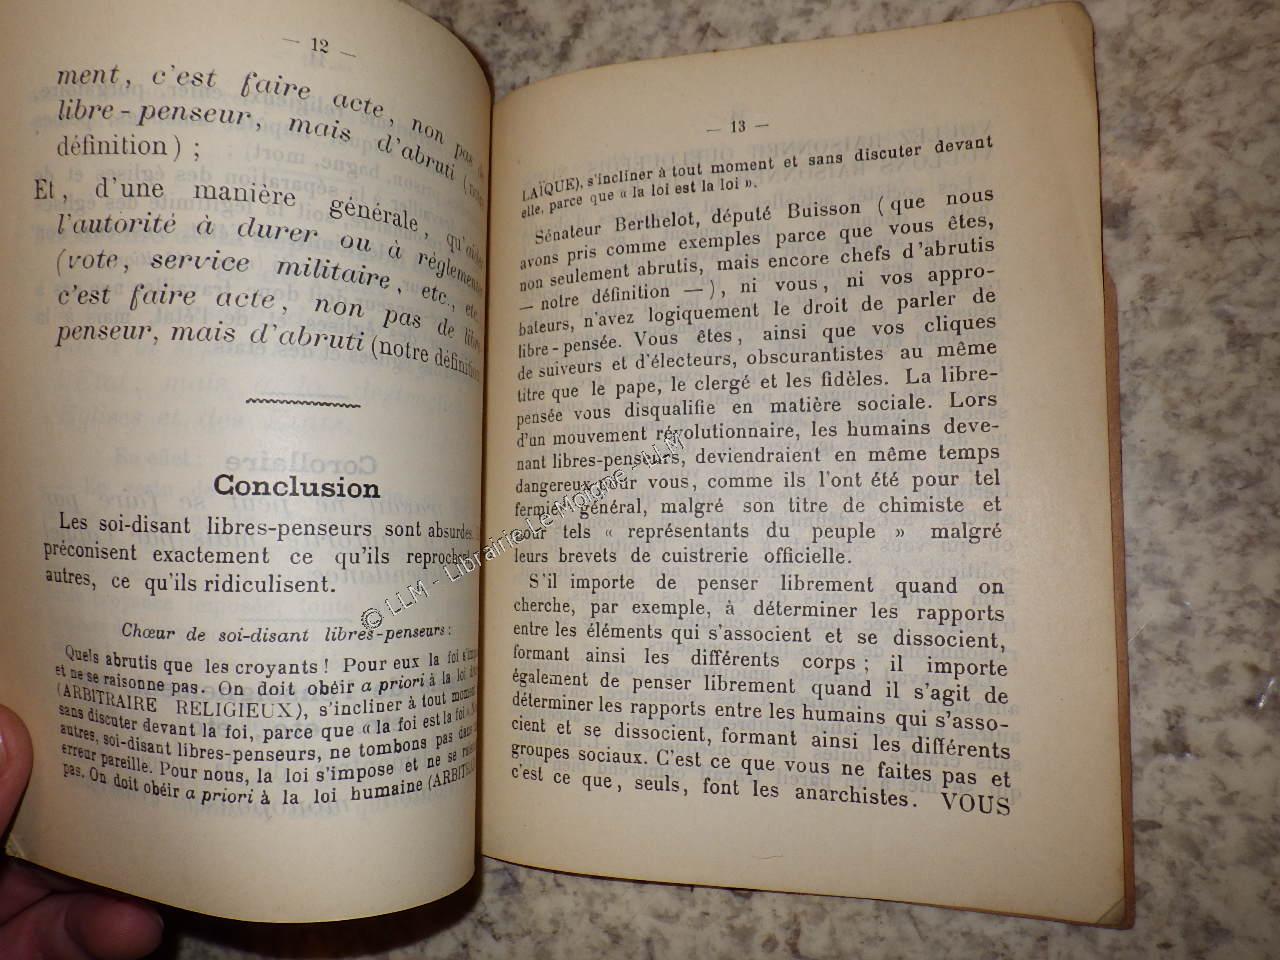 — 12 —
ment, c'est faire acte, non pas de
libre-penseur, mais d'abruti
définition) ;
Et, d'une manière générale,
l'autorité à durer ou à réglementer
(vote, service militaire, etc., etc.
c'est faire acte, non pas de libre
penseur, mais d'abruti (notre définition
Conclusion
Les soi-disant libres-penseurs sont absurdes.
préconisent exactement ce qu'ils reprochent
autres, ce qu'ils ridiculisent.
Chœur de soi-disant libres-penseurs :
Quels abrutis que les croyants ! Pour eux la foi s'impose
et ne se raisonne pas. On doit obéir a priori à la loi
(ARBITRAIRE RELIGIEUX), s'incliner à tout moment
sans discuter devant la foi, parce que « la foi est la foi ».
autres, soi-disant libres-penseurs, ne tombons pas dans
erreur pareille. Pour nous, la loi s'impose et ne se
pas. On doit obéir a priori à la loi humaine
— 13 —
LAÏQUE), s'incliner à tout moment et sans discuter devant
elle, parce que « la loi est la loi ».
Sénateur Berthelot, député Buisson (que nous
avons pris comme exemples parce que vous êtes,
non seulement abrutis, mais encore chefs d'abrutis
— notre définition —), ni vous, ni vos appro-
bateurs, n'avez logiquement le droit de parler de
libre-pensée. Vous êtes, ainsi que vos cliques
de suiveurs et d'électeurs, obscurantistes au même
titre que le pape, le clergé et les fidèles. La libre-
pensée vous disqualifie en matière sociale. Lors
d'un mouvement révolutionnaire, les humains deve-
nant libres-penseurs, deviendraient en même temps
dangereux pour vous, comme ils l'ont été pour tel
fermier général, malgré son titre de chimiste et
pour tels « représentants du peuple » malgré
leurs brevets de cuistrerie officielle.
S'il importe de penser librement quand on
cherche, par exemple, à déterminer les rapports
entre les éléments qui s'associent et se dissocient,
formant ainsi les différents corps ; il importe
également de penser librement quand il s'agit de
déterminer les rapports entre les humains qui s'asso-
cient et se dissocient, formant ainsi les différents
groupes sociaux. C'est ce que vous ne faites pas et
c'est ce que, seuls, font les anarchistes. VOUS
© LLM - Librairie Le Moigne - LLM